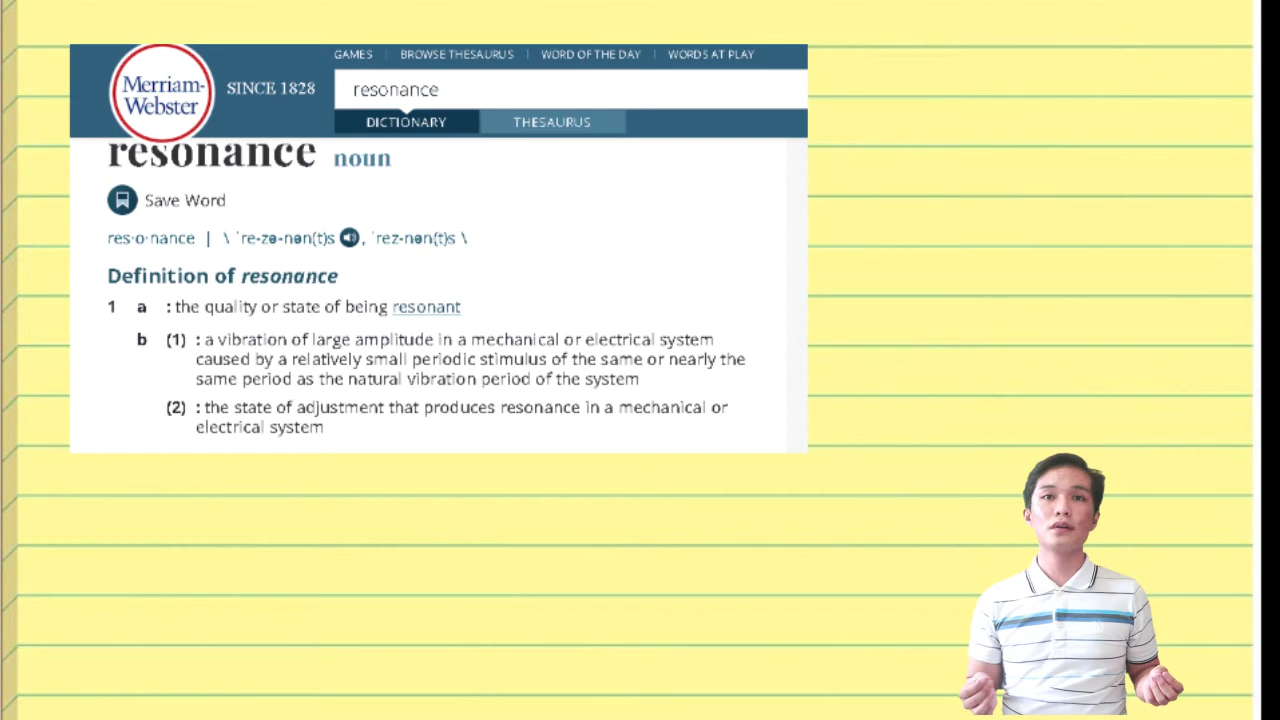 GAMES | BROWSE THESAURUS | WORD OF THE DAY | WORDS AT PLAY
Merriam-
Webster
SINCE 1828
resonance
DICTIONARY THESAURUS
resonance noun
Save Word
res·o·nance | \ ˈre-zə-nən(t)s , ˈrez-nən(t)s \
Definition of resonance
1 a : the quality or state of being resonant
b (1) : a vibration of large amplitude in a mechanical or electrical system
caused by a relatively small periodic stimulus of the same or nearly the
same period as the natural vibration period of the system
(2) : the state of adjustment that produces resonance in a mechanical or
electrical system